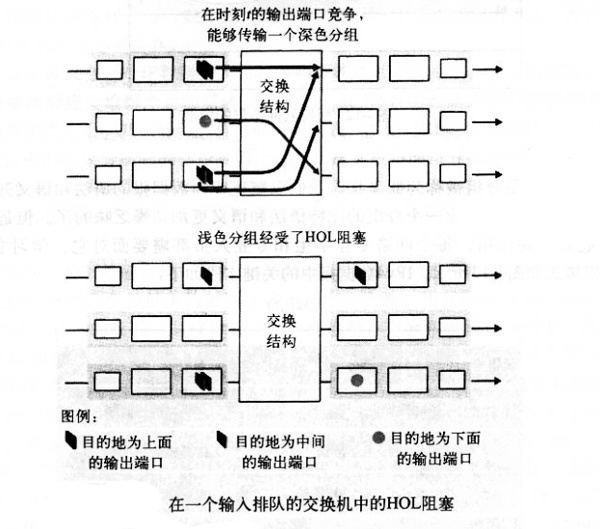 在时刻t的输出端口竞争,
能够传输一个深色分组
交换
结构
浅色分组经受了HOL阻塞
交换
结构
图例:
目的地为上面
的输出端口
目的地为中间
的输出端口
目的地为下面
的输出端口
在一个输入排队的交换机中的HOL阻塞